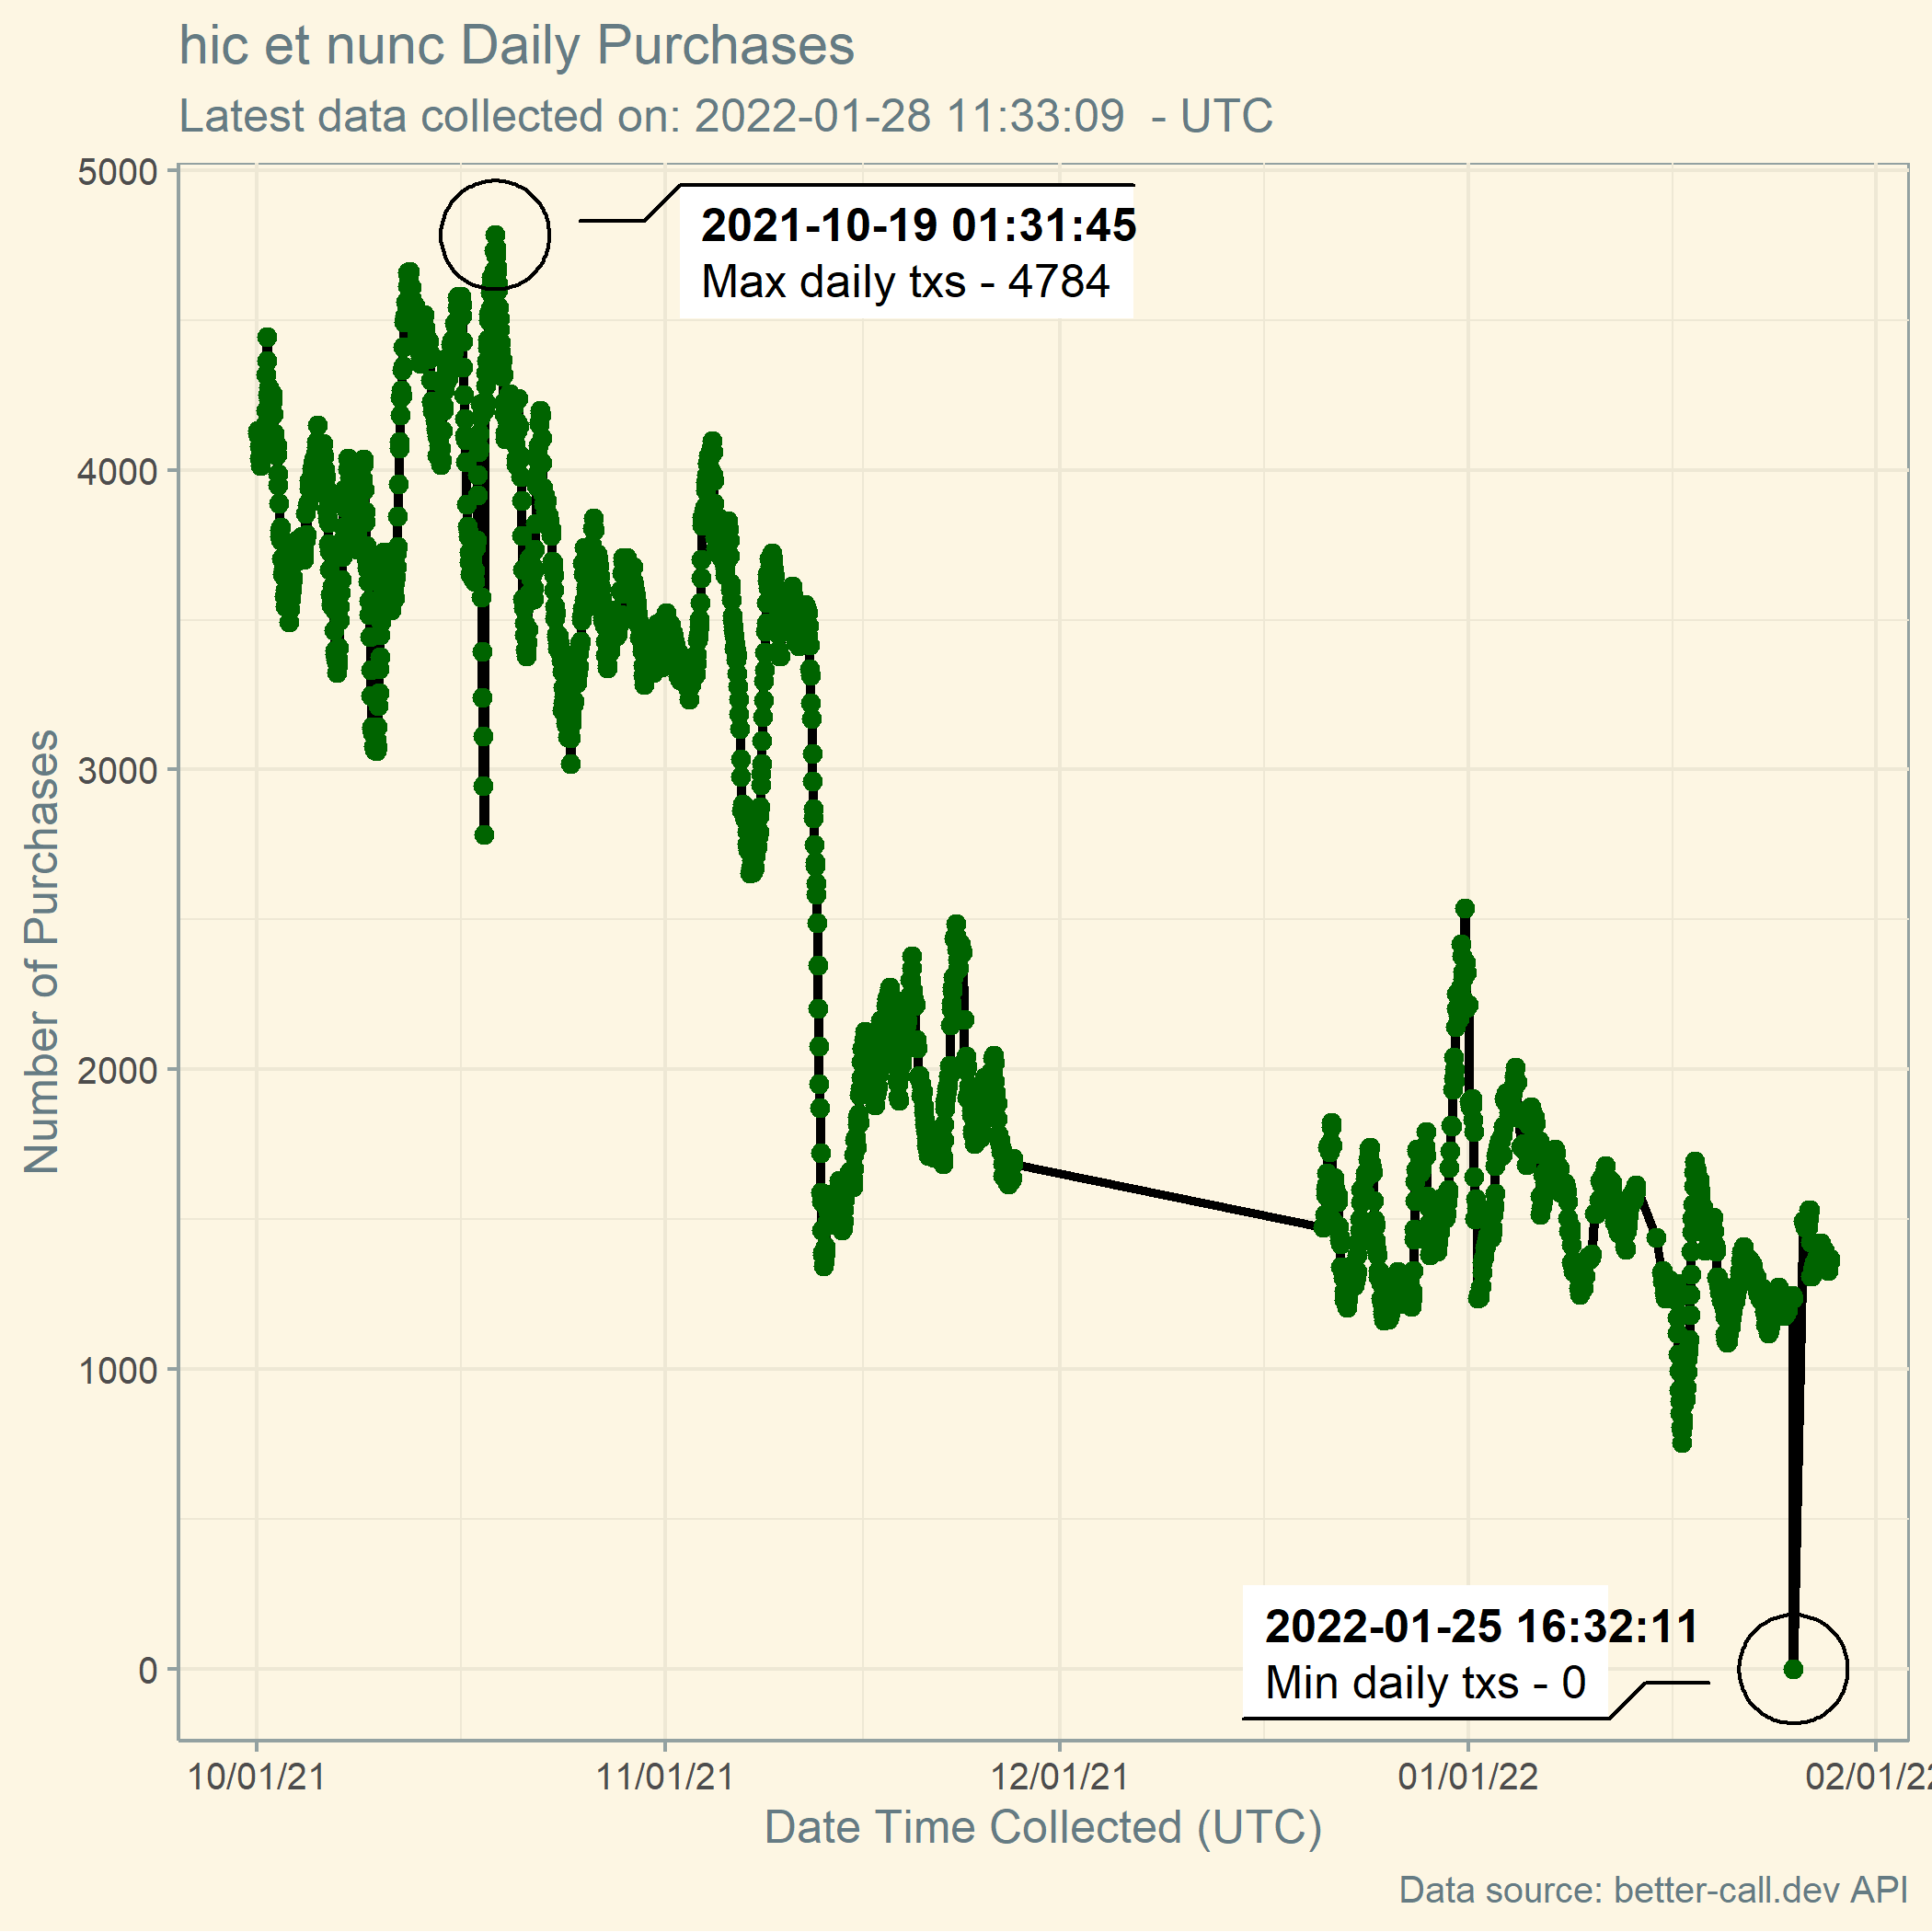 hic et nunc Daily Purchases
Latest data collected on: 2022-01-28 11:33:09 - UTC
5000
4000
3000
2000
1000
0
Number of Purchases
2021-10-19 01:31:45
Max daily txs - 4784
2022-01-25 16:32:11
Min daily txs - 0
10/01/21 11/01/21 12/01/21 01/01/22 02/01/22
Date Time Collected (UTC)
Data source: better-call.dev API